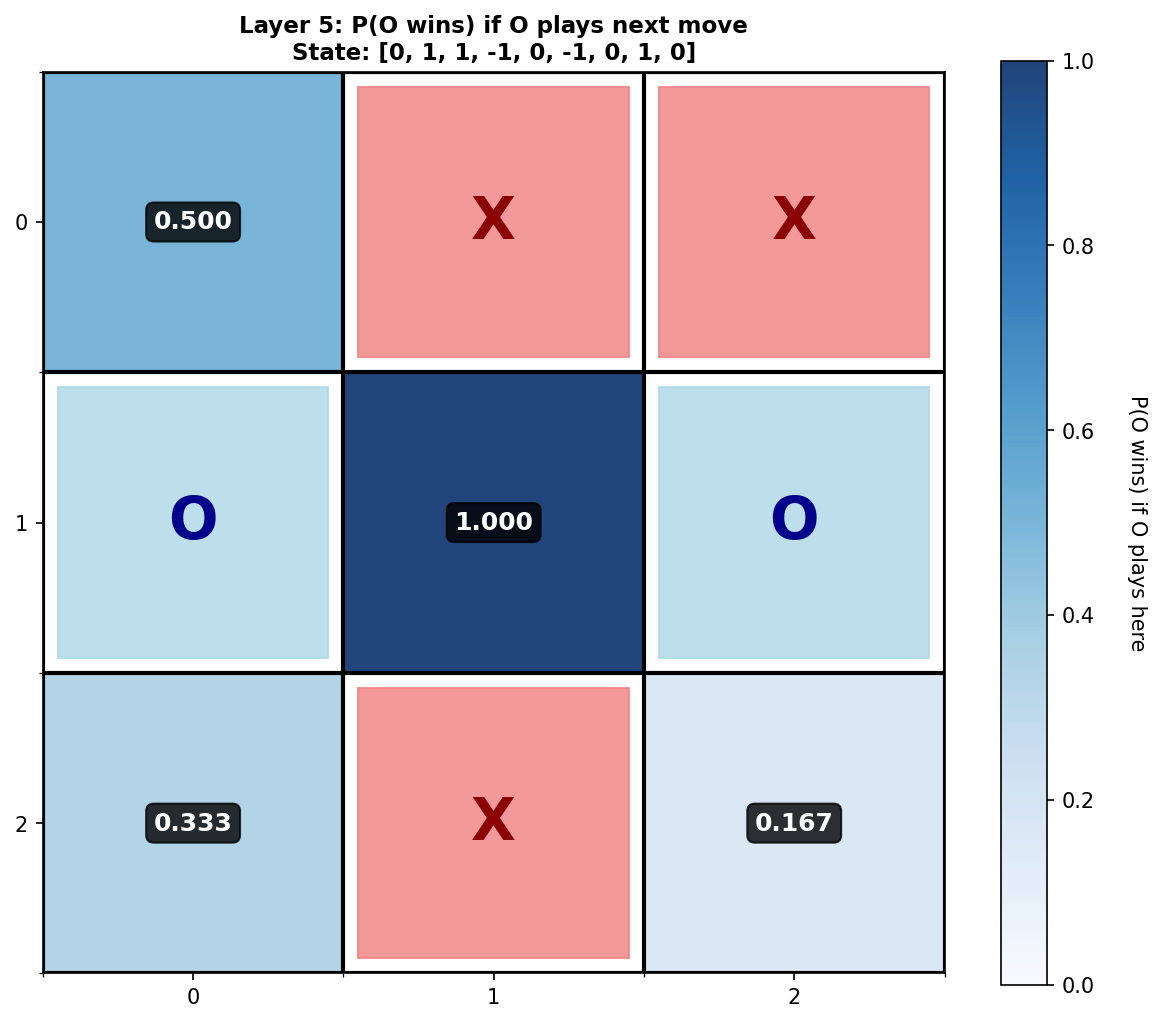 Layer 5: P(O wins) if O plays next move
State: [0, 1, 1, -1, 0, -1, 0, 1, 0]
0
0.500
X
X
1
O
1.000
O
2
0.333
X
0.167
0
1
2
1.0
0.8
0.6
0.4
0.2
0.0
P(O wins) if O plays here